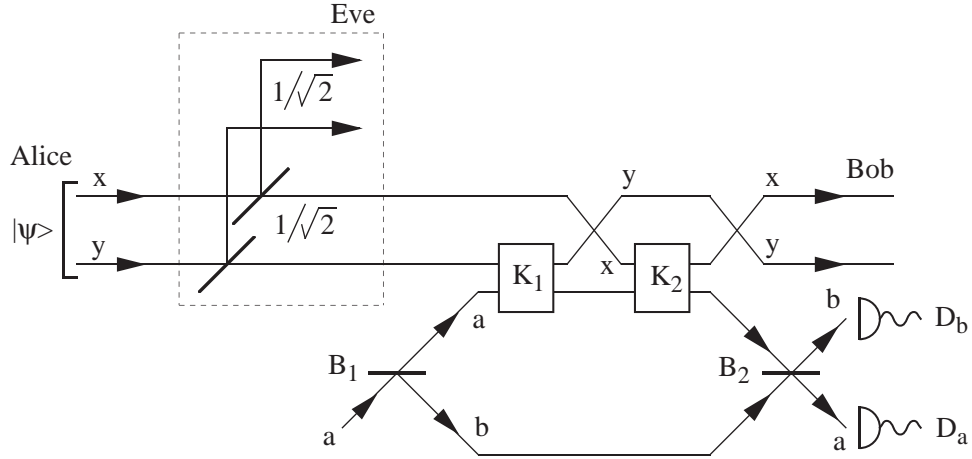 Eve
1/√2
Alice
x
y
x
Bob
|ψ>
y
1/√2
x
y
K₁
K₂
a
b
D_b
B₁
B₂
a
b
a
D_a